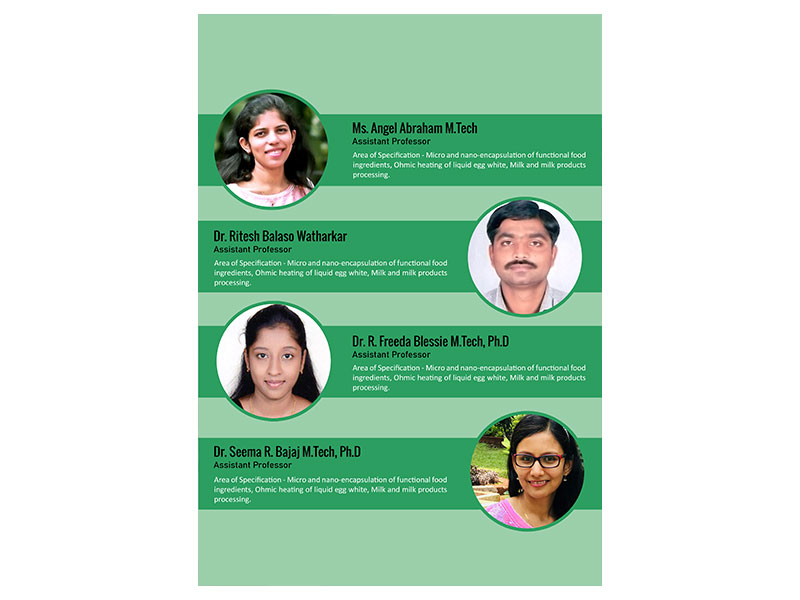 Ms. Angel Abraham M.Tech
Assistant Professor
Area of Specification - Micro and nano-encapsulation of functional food
ingredients, Ohmic heating of liquid egg white, Milk and milk products
processing.
Dr. Ritesh Balaso Watharkar
Assistant Professor
Area of Specification - Micro and nano-encapsulation of functional food
ingredients, Ohmic heating of liquid egg white, Milk and milk products
processing.
Dr. R. Freeda Blessie M.Tech, Ph.D
Assistant Professor
Area of Specification - Micro and nano-encapsulation of functional food
ingredients, Ohmic heating of liquid egg white, Milk and milk products
processing.
Dr. Seema R. Bajaj M.Tech, Ph.D
Assistant Professor
Area of Specification - Micro and nano-encapsulation of functional food
ingredients, Ohmic heating of liquid egg white, Milk and milk products
processing.